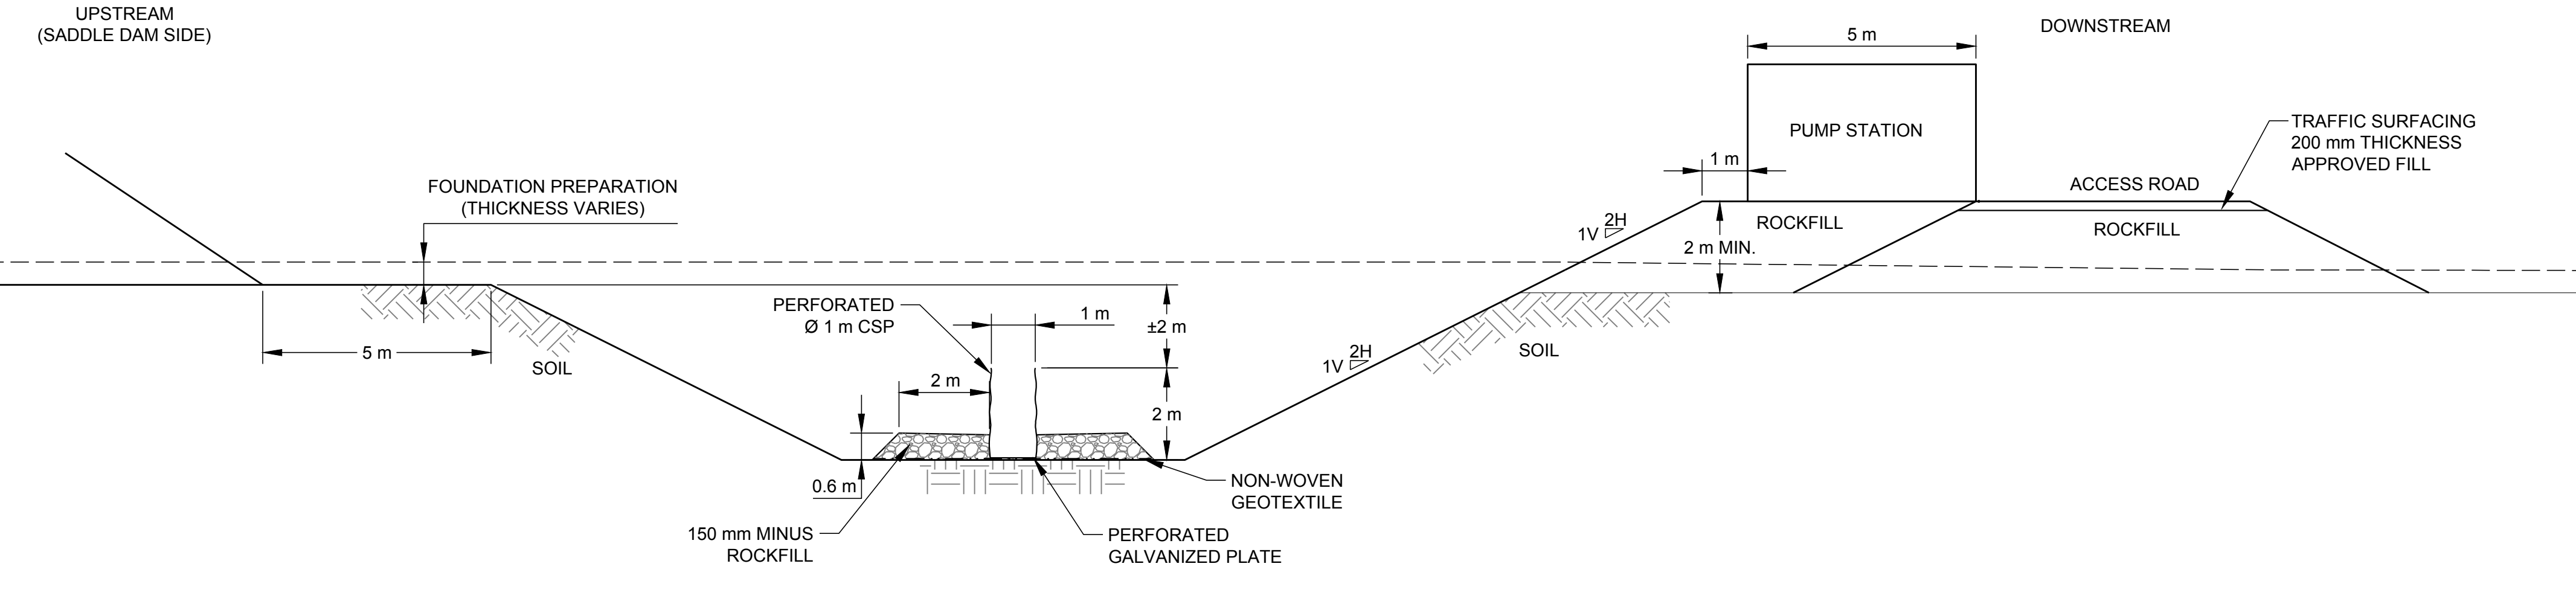 UPSTREAM
(SADDLE DAM SIDE)
DOWNSTREAM
5 m
PUMP STATION
TRAFFIC SURFACING
200 mm THICKNESS
APPROVED FILL
1 m
ACCESS ROAD
FOUNDATION PREPARATION
(THICKNESS VARIES)
2H
1V
ROCKFILL
ROCKFILL
2 m MIN.
PERFORATED
Ø 1 m CSP
1 m
±2 m
5 m
SOIL
2H
1V
SOIL
2 m
2 m
0.6 m
NON-WOVEN
GEOTEXTILE
150 mm MINUS
ROCKFILL
PERFORATED
GALVANIZED PLATE